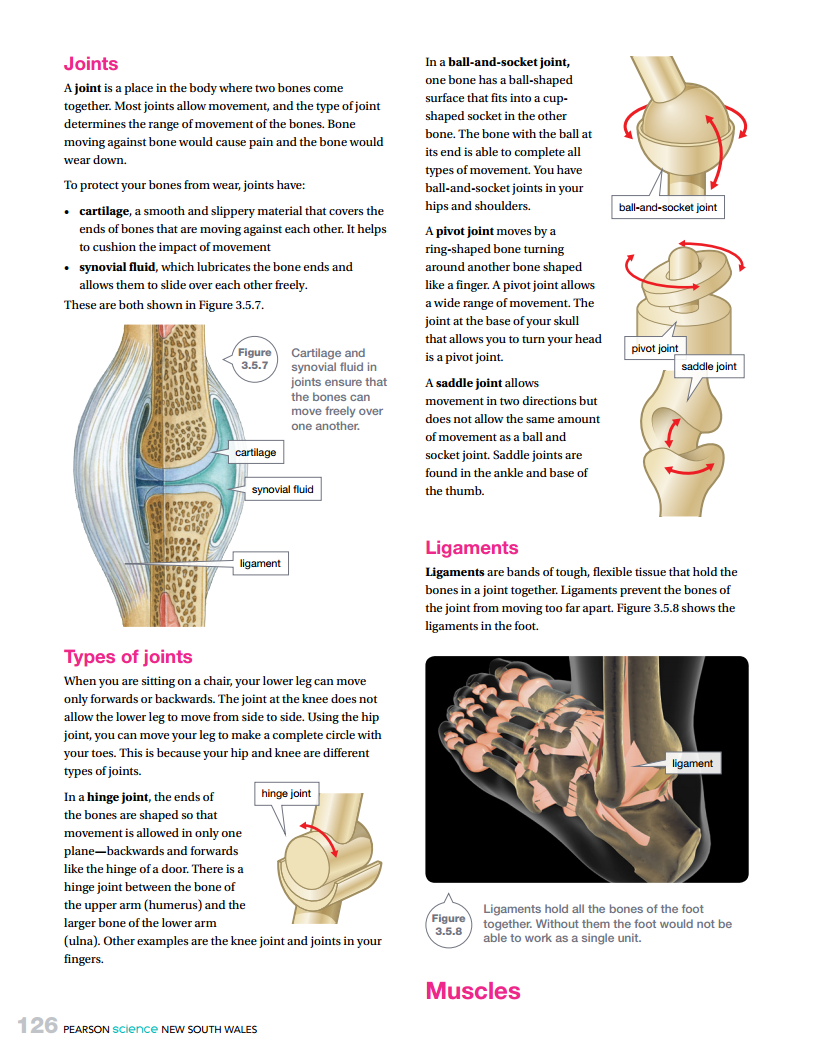 Joints
A joint is a place in the body where two bones come
together. Most joints allow movement, and the type of joint
determines the range of movement of the bones. Bone
moving against bone would cause pain and the bone would
wear down.
To protect your bones from wear, joints have:
• cartilage, a smooth and slippery material that covers the
ends of bones that are moving against each other. It helps
to cushion the impact of movement
• synovial fluid, which lubricates the bone ends and
allows them to slide over each other freely.
These are both shown in Figure 3.5.7.
Figure
3.5.7
Cartilage and
synovial fluid in
joints ensure that
the bones can
move freely over
one another.
cartilage
synovial fluid
ligament
Types of joints
When you are sitting on a chair, your lower leg can move
only forwards or backwards. The joint at the knee does not
allow the lower leg to move from side to side. Using the hip
joint, you can move your leg to make a complete circle with
your toes. This is because your hip and knee are different
types of joints.
In a hinge joint, the ends of
the bones are shaped so that
movement is allowed in only one
plane—backwards and forwards
like the hinge of a door. There is a
hinge joint between the bone of
the upper arm (humerus) and the
larger bone of the lower arm
(ulna). Other examples are the knee joint and joints in your
fingers.
hinge joint
In a ball-and-socket joint,
one bone has a ball-shaped
surface that fits into a cup-
shaped socket in the other
bone. The bone with the ball at
its end is able to complete all
types of movement. You have
ball-and-socket joints in your
hips and shoulders.
ball-and-socket joint
A pivot joint moves by a
ring-shaped bone turning
around another bone shaped
like a finger. A pivot joint allows
a wide range of movement. The
joint at the base of your skull
that allows you to turn your head
is a pivot joint.
pivot joint
saddle joint
A saddle joint allows
movement in two directions but
does not allow the same amount
of movement as a ball and
socket joint. Saddle joints are
found in the ankle and base of
the thumb.
Ligaments
Ligaments are bands of tough, flexible tissue that hold the
bones in a joint together. Ligaments prevent the bones of
the joint from moving too far apart. Figure 3.5.8 shows the
ligaments in the foot.
ligament
Figure
3.5.8
Ligaments hold all the bones of the foot
together. Without them the foot would not be
able to work as a single unit.
Muscles
126 PEARSON science NEW SOUTH WALES